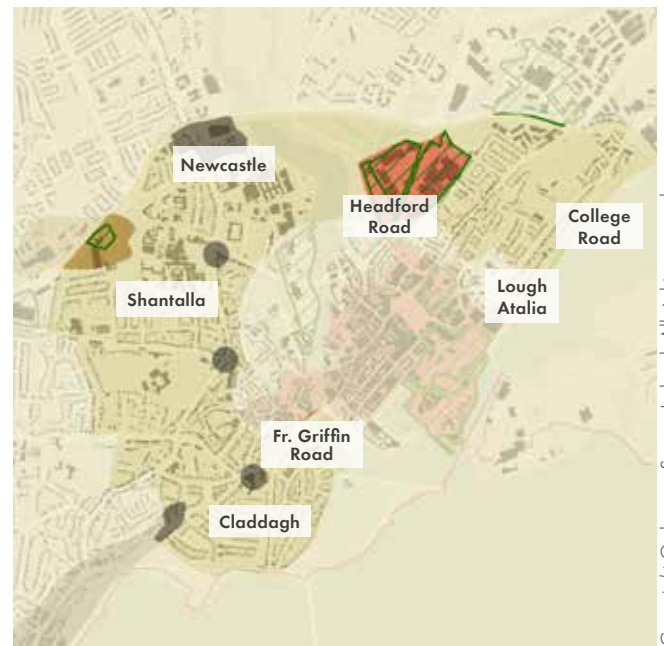 Newcastle
Headford
Road
College
Road
Lough
Atalia
Shantalla
Fr. Griffin
Road
Claddagh